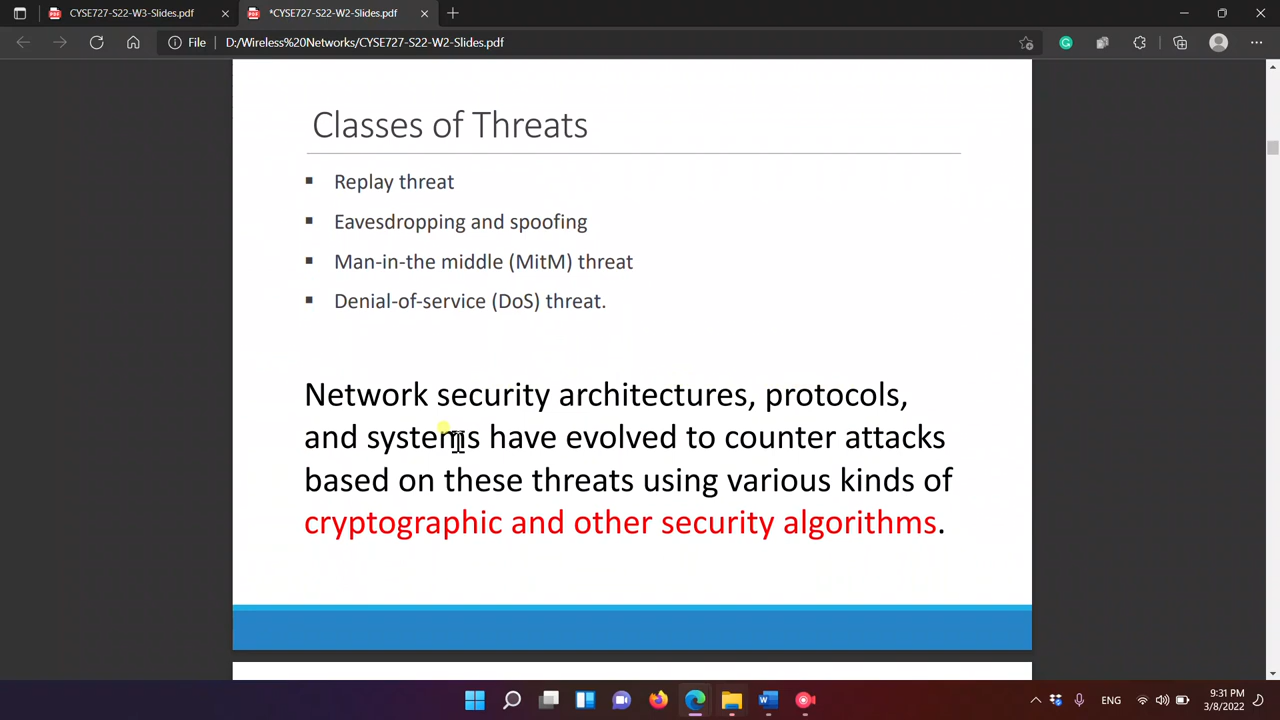 CYSE727-S22-W3-Slides.pdf
*CYSE727-S22-W2-Slides.pdf
File
D:/Wireless%20Networks/CYSE727-S22-W2-Slides.pdf
Classes of Threats
▪ Replay threat
▪ Eavesdropping and spoofing
▪ Man-in-the middle (MitM) threat
▪ Denial-of-service (DoS) threat.
Network security architectures, protocols,
and systems have evolved to counter attacks
based on these threats using various kinds of
cryptographic and other security algorithms.
ENG
9:31 PM
3/8/2022